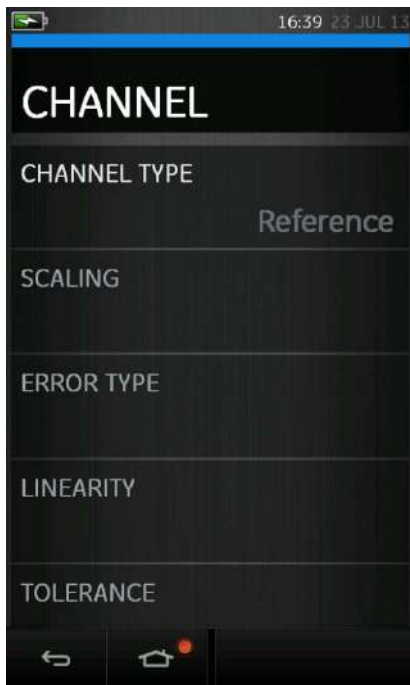 16:39 23 JUL 13
CHANNEL
CHANNEL TYPE
Reference
SCALING
ERROR TYPE
LINEARITY
TOLERANCE